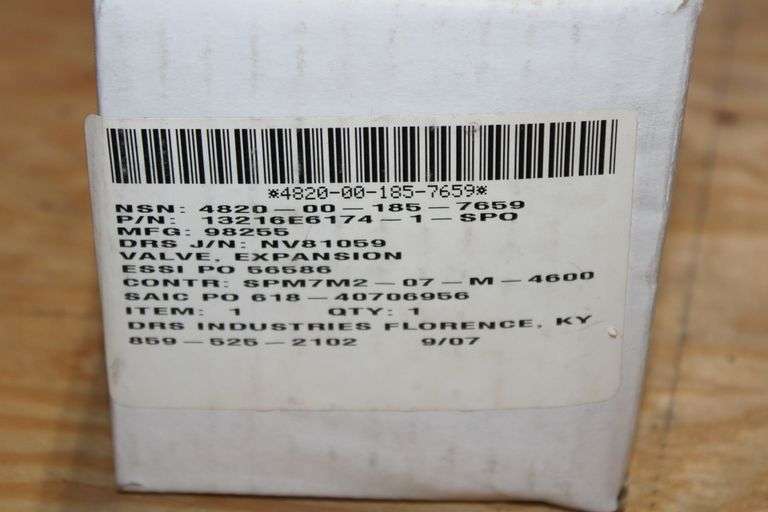 *4820-00-185-7659*
NSN: 4820-00-185-7659
P/N: 13216E6174-1-SPO
MFG: 98255
DRS J/N: NV81059
VALVE, EXPANSION
ESSI PO 56586
CONTR: SPM7M2-07-M-4600
SAIC PO 618-40706956
ITEM: 1 QTY: 1
DRS INDUSTRIES FLORENCE, KY
859-525-2102 9/07